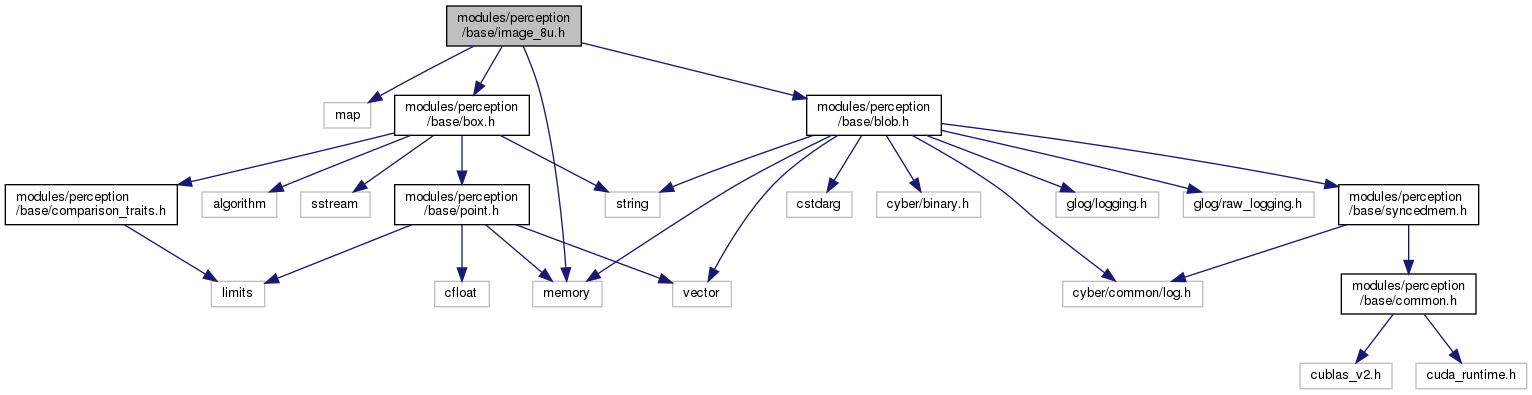 modules/perception
/base/image_8u.h
map
modules/perception
/base/box.h
modules/perception
/base/blob.h
modules/perception
/base/comparison_traits.h
algorithm
sstream
modules/perception
/base/point.h
string
cstdarg
cyber/binary.h
glog/logging.h
glog/raw_logging.h
modules/perception
/base/syncedmem.h
limits
cfloat
memory
vector
cyber/common/log.h
modules/perception
/base/common.h
cublas_v2.h
cuda_runtime.h